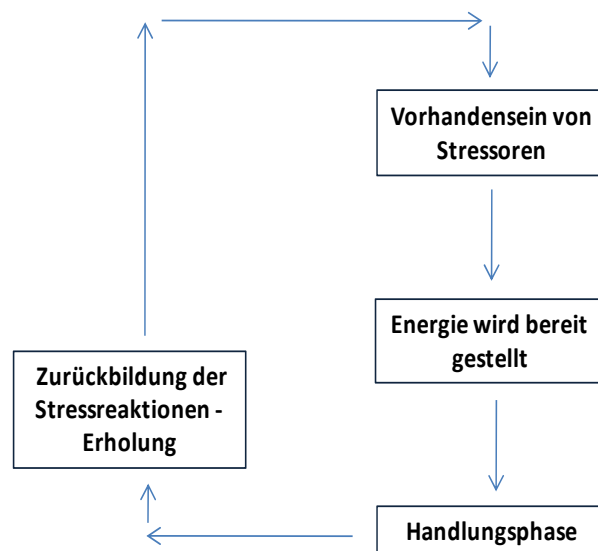 Vorhandensein von
Stressoren
Energie wird bereit
gestellt
Zurückbildung der
Stressreaktionen -
Erholung
Handlungsphase